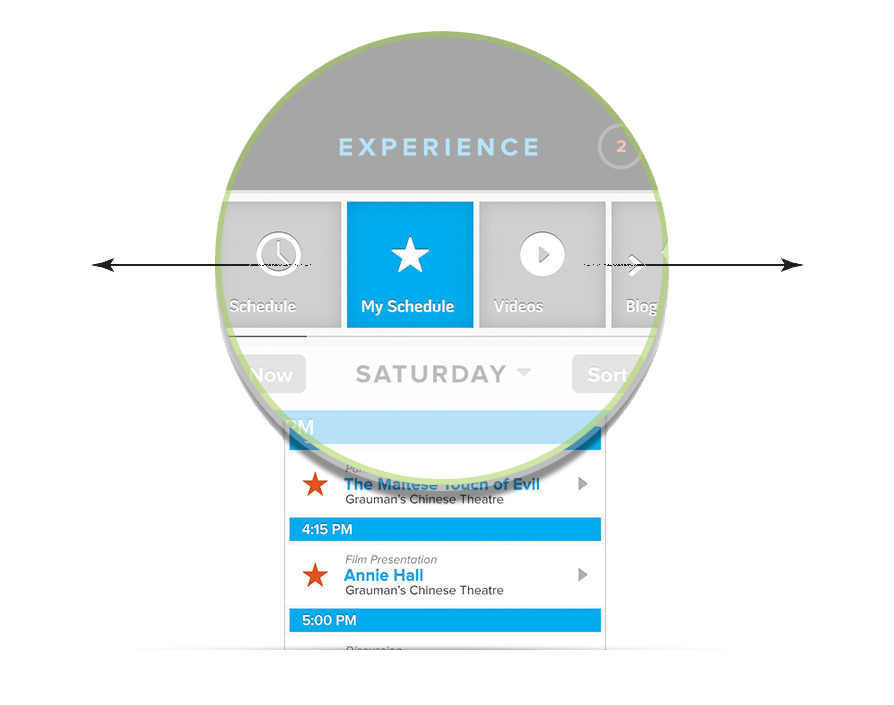 EXPERIENCE
2
Schedule
My Schedule
Videos
Blog
Now
SATURDAY
Sort
PM
The Maltese Touch of Evil
Grauman's Chinese Theatre
4:15 PM
Film Presentation
Annie Hall
Grauman's Chinese Theatre
5:00 PM
Discussion